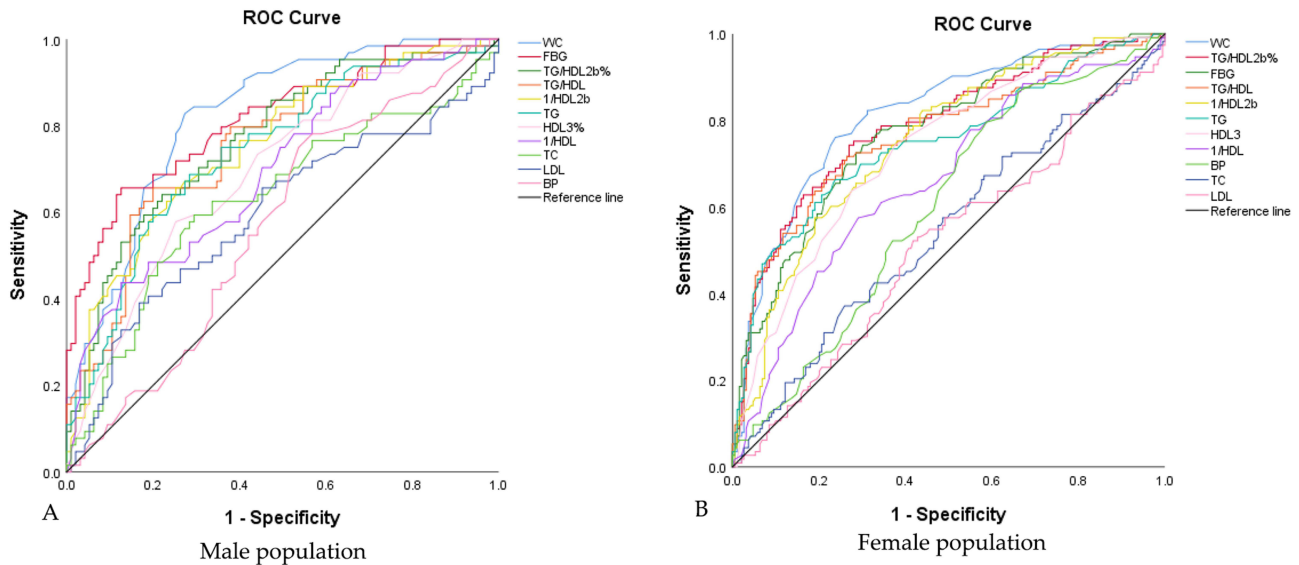 ROC Curve
1.0
0.8
0.6
0.4
0.2
0.0
Sensitivity
0.0 0.2 0.4 0.6 0.8 1.0
1 - Specificity
WC
FBG
TG/HDL2b%
TG/HDL
1/HDL2b
TG
HDL3%
1/HDL
TC
LDL
BP
Reference line
A
Male population
ROC Curve
1.0
0.8
0.6
0.4
0.2
0.0
Sensitivity
0.0 0.2 0.4 0.6 0.8 1.0
1 - Specificity
WC
TG/HDL2b%
FBG
TG/HDL
1/HDL2b
TG
HDL3
1/HDL
BP
TC
LDL
Reference line
B
Female population